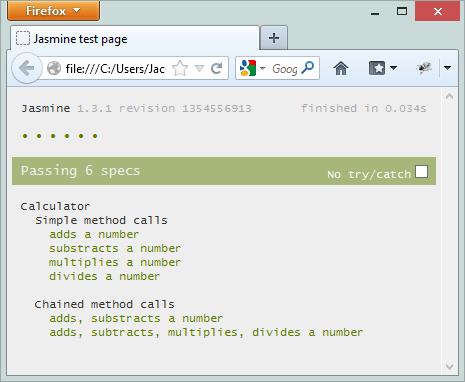 Firefox
Jasmine test page
file:///C:/Users/Jac
Goog
Jasmine 1.3.1 revision 1354556913 finished in 0.034s
Passing 6 specs No try/catch
Calculator
Simple method calls
adds a number
substracts a number
multiplies a number
divides a number
Chained method calls
adds, substracts a number
adds, subtracts, multiplies, divides a number